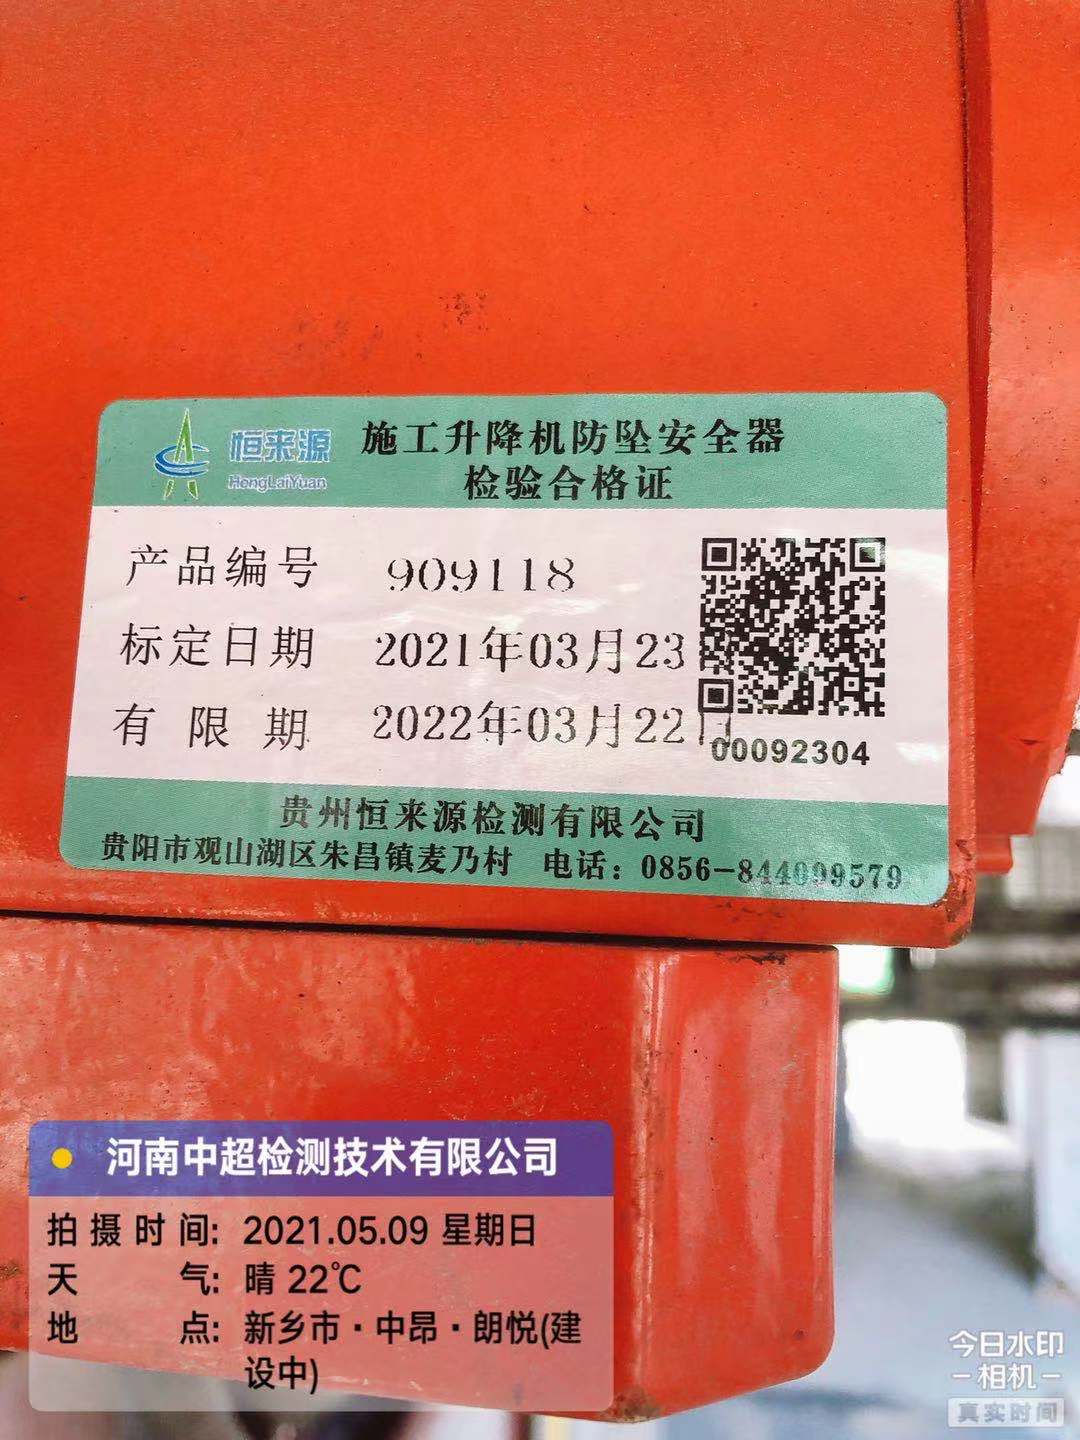 恒来源
HengLaiYuan
施工升降机防坠安全器
检验合格证
产品编号 909118
标定日期 2021年03月23
有限期 2022年03月22日
00092304
贵州恒来源检测有限公司
贵阳市观山湖区朱昌镇麦乃村 电话：0856-844009579
河南中超检测技术有限公司
拍摄时间: 2021.05.09 星期日
天气: 晴 22℃
地点: 新乡市·中昂·朗悦(建
设中)
今日水印
-相机-
真实时间